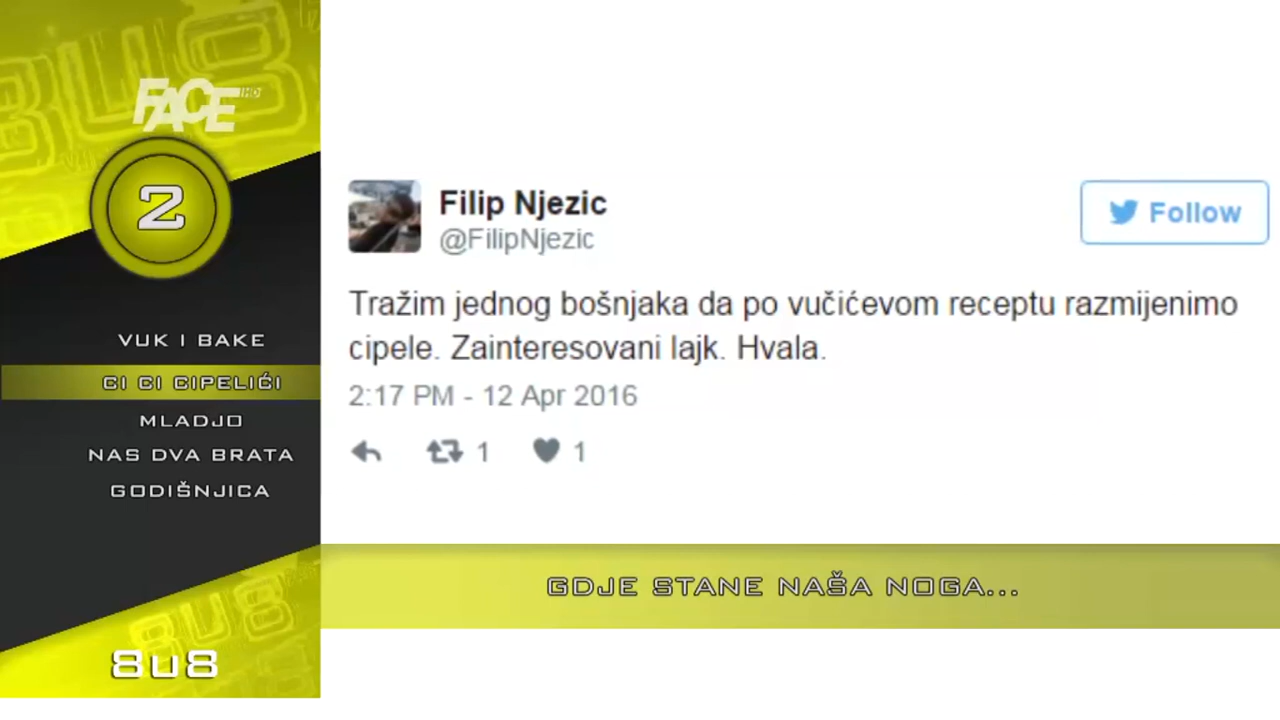 FACE HD
2
VUK I BAKE
CI CI CIPELIĆI
MLADJO
NAS DVA BRATA
GODIŠNJICA
8U8
8U8
8u8
Filip Njezic
@FilipNjezic
Follow
Tražim jednog bošnjaka da po vučićevom receptu razmijenimo
cipele. Zainteresovani lajk. Hvala.
2:17 PM - 12 Apr 2016
1
1
GDJE STANE NAŠA NOGA...